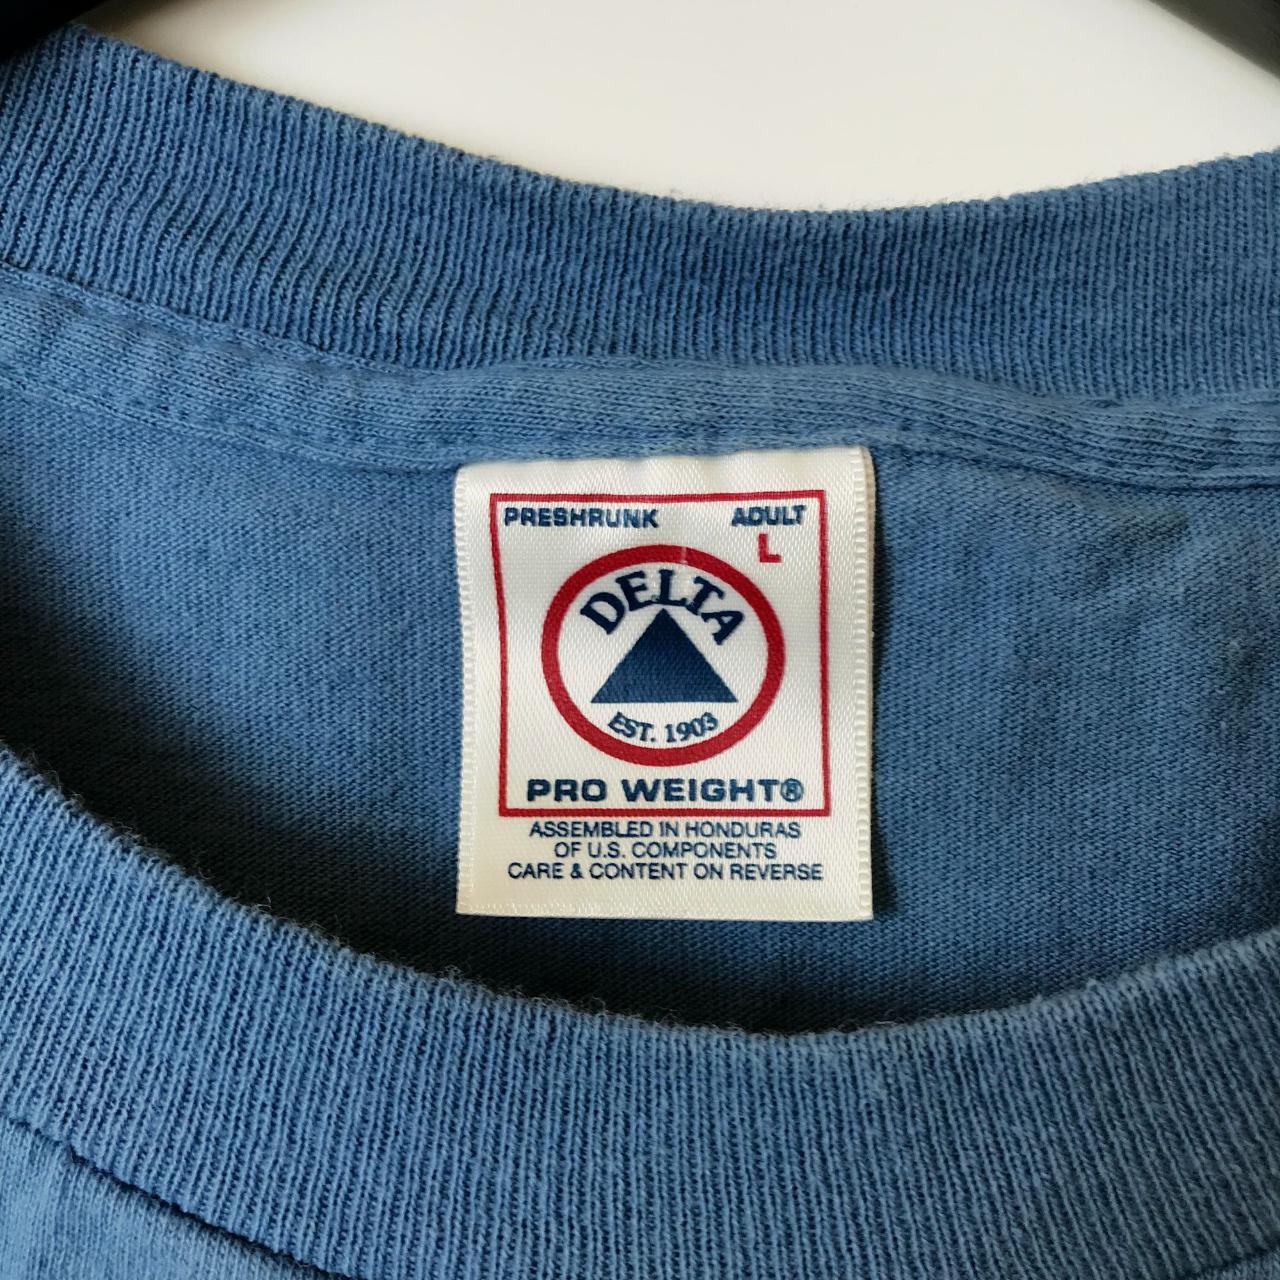 PRESHRUNK ADULT
L
DELTA
EST. 1903
PRO WEIGHT®
ASSEMBLED IN HONDURAS
OF U.S. COMPONENTS
CARE & CONTENT ON REVERSE